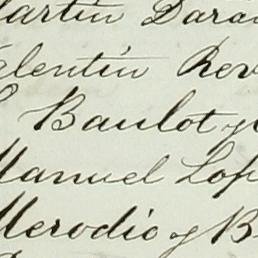 Martin Dara
Valentin Rev
Baulot y
Manuel Lop
Merodio y B